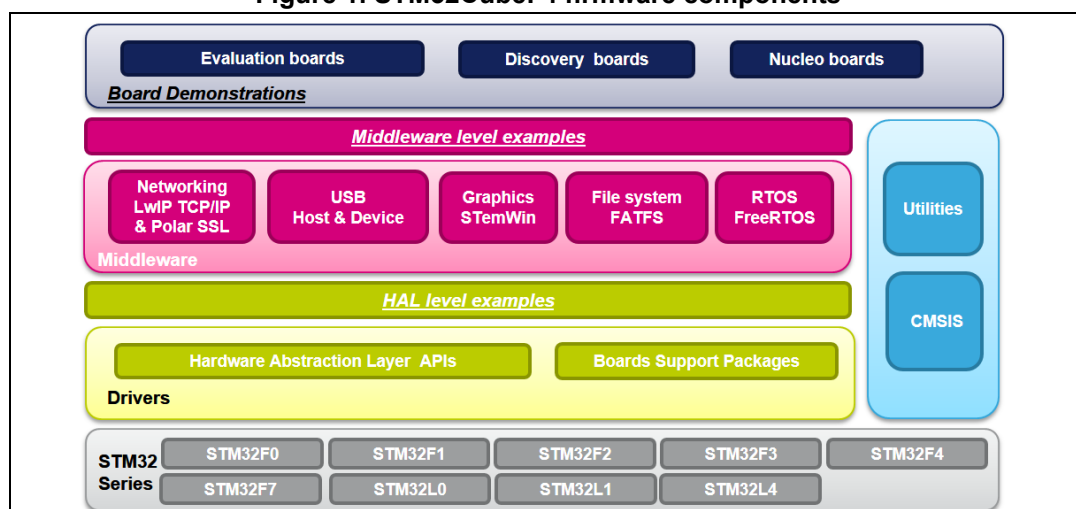 Evaluation boards
Discovery boards
Nucleo boards
Board Demonstrations
Middleware level examples
Networking
LwIP TCP/IP
& Polar SSL
USB
Host & Device
Graphics
STemWin
File system
FATFS
RTOS
FreeRTOS
Middleware
Utilities
CMSIS
HAL level examples
Hardware Abstraction Layer APIs
Boards Support Packages
Drivers
STM32
Series
STM32F0
STM32F1
STM32F2
STM32F3
STM32F4
STM32F7
STM32L0
STM32L1
STM32L4